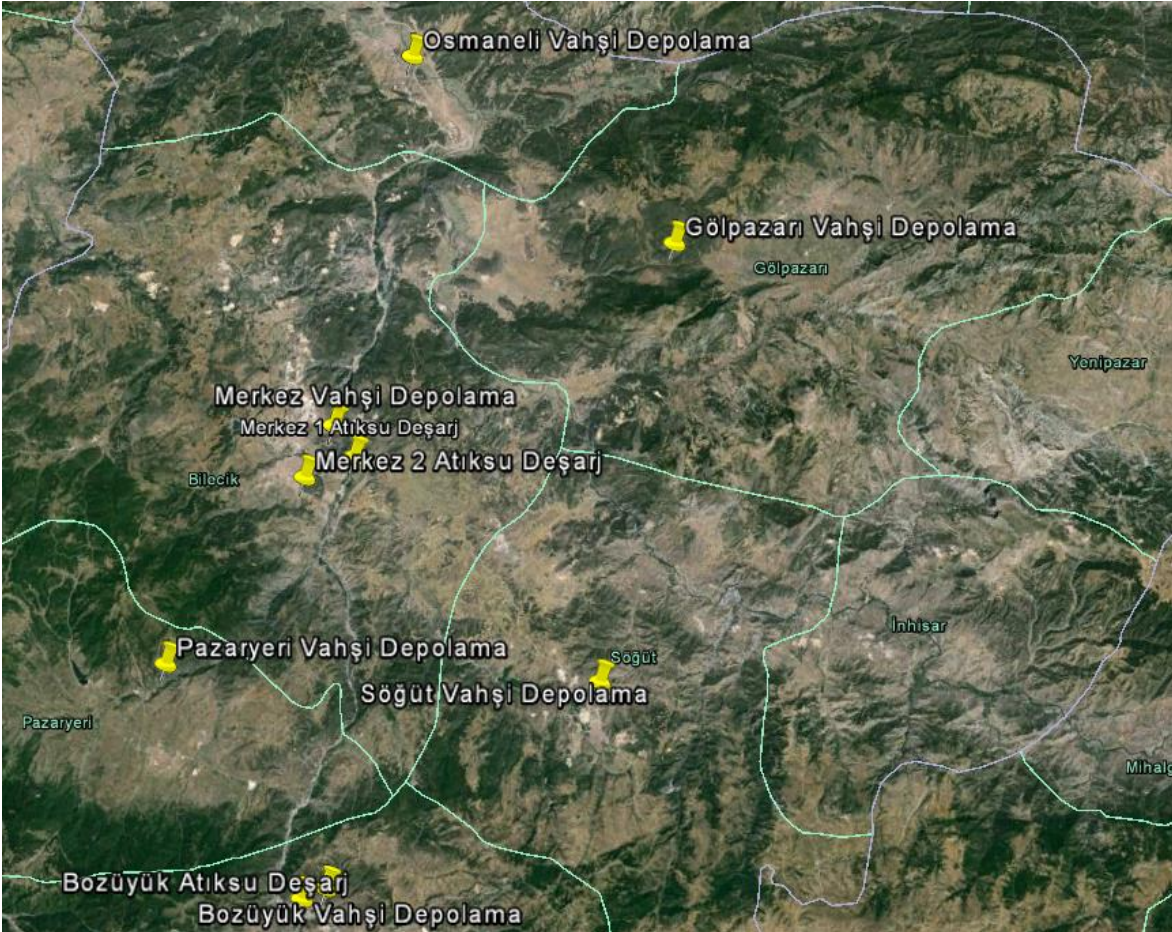 Osmaneli Vahşi Depolama
Gölpazarı Vahşi Depolama
Gölpazarı
Yenipazar
Merkez Vahşi Depolama
Merkez 1 Atıksu Deşarj
Merkez 2 Atıksu Deşarj
Bilecik
İnhisar
Pazaryeri Vahşi Depolama
Söğüt
Söğüt Vahşi Depolama
Pazaryeri
Mihalg
Bozüyük Atıksu Deşarj
Bozüyük Vahşi Depolama